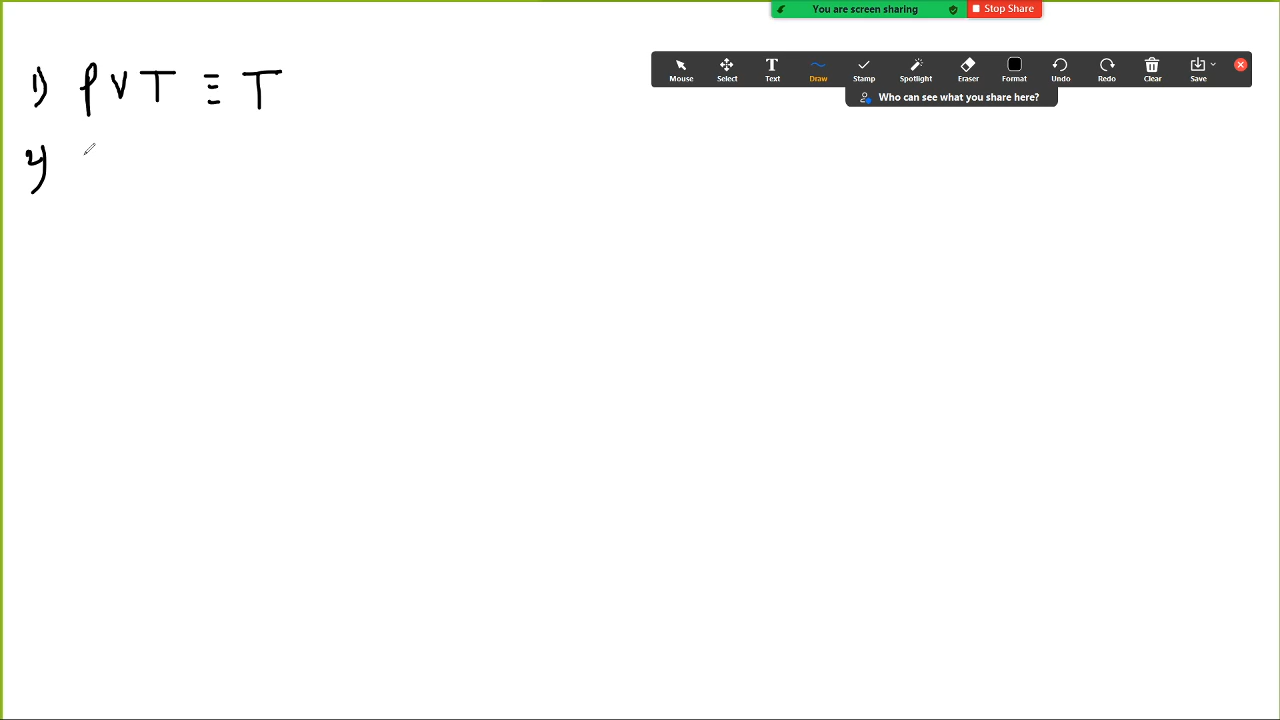 You are screen sharing Stop Share
Mouse Select Text Draw Stamp Spotlight Eraser Format Undo Redo Clear Save
Who can see what you share here?
1) P ∨ T ≡ T
2)